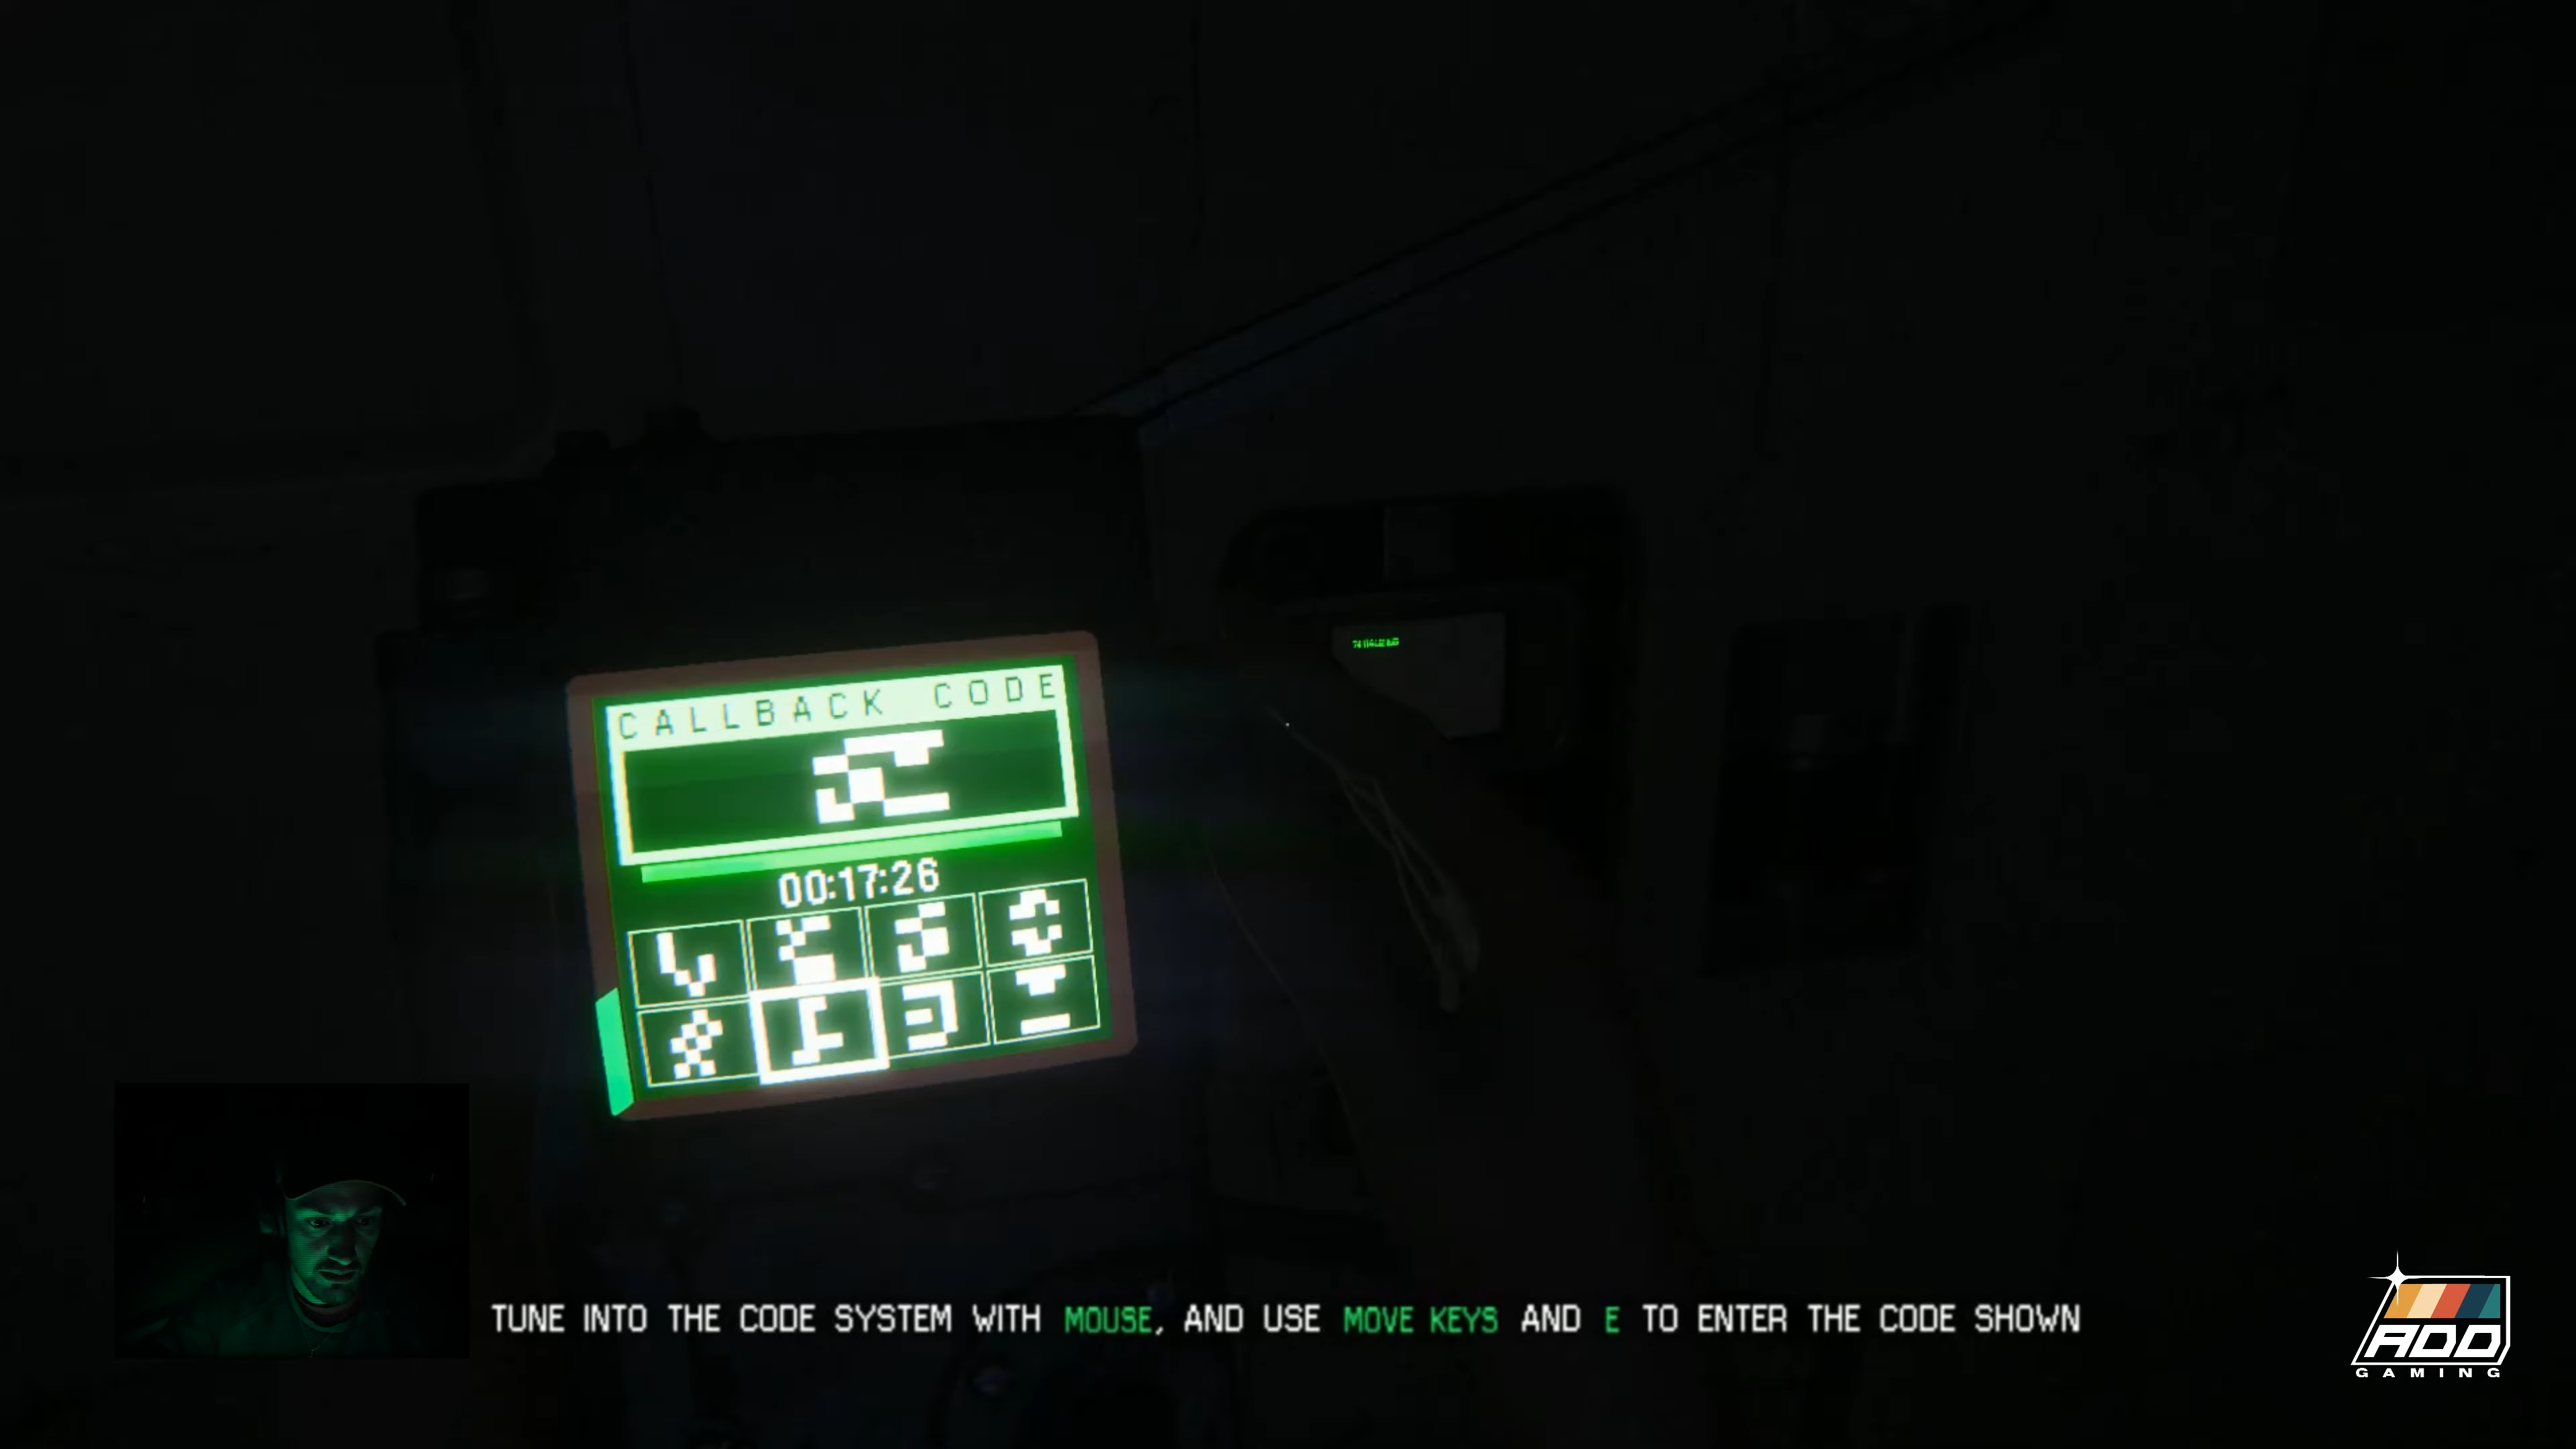 CALLBACK CODE
00:17:26
TUNE INTO THE CODE SYSTEM WITH MOUSE, AND USE MOVE KEYS AND E TO ENTER THE CODE SHOWN
ADD
GAMING